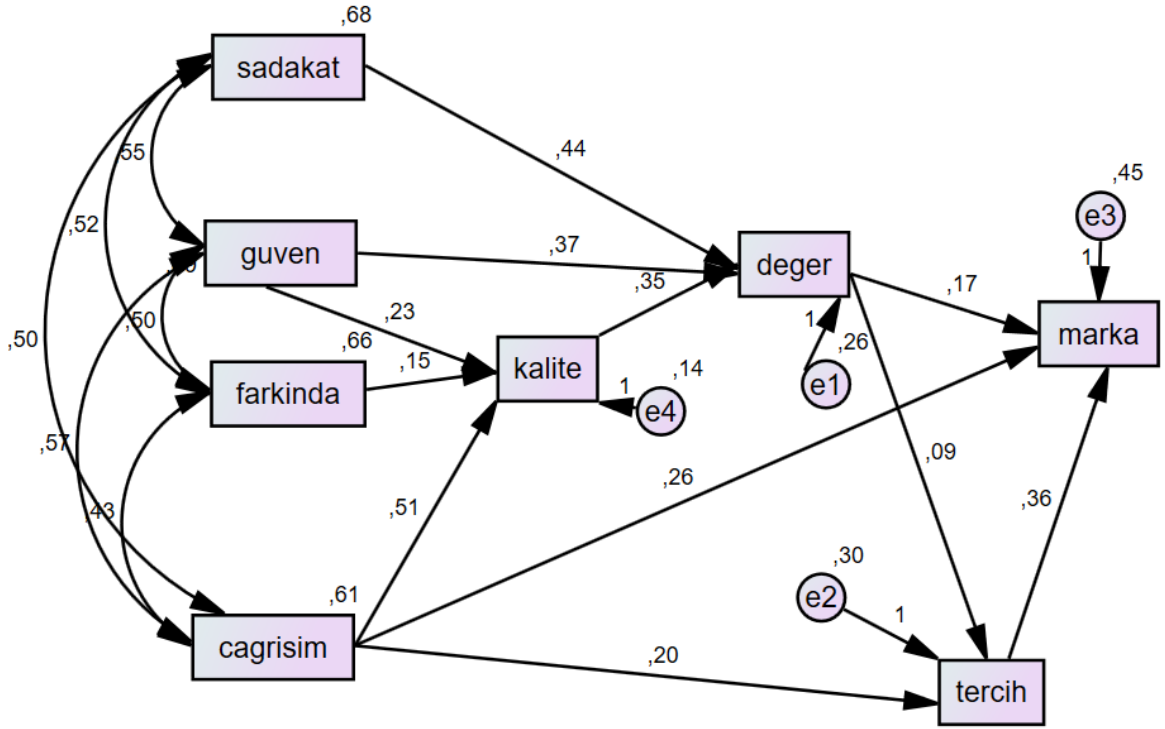 ,68
sadakat
,44
55
,45
e3
,52
guven
,37
deger
1
,17
,35
marka
,23
,50
,66
,50
,15
kalite
1
,26
farkinda
,14
1
e4
e1
,57
,09
,26
,51
,43
,36
,30
e2
,61
1
cagrisim
,20
tercih